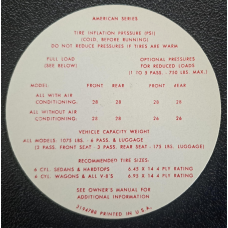 AMERICAN SERIES
TIRE INFLATION PRESSURE (PSI)
(COLD, BEFORE RUNNING)
DO NOT REDUCE PRESSURES IF TIRES ARE WARM
FULL LOAD OPTIONAL PRESSURES
(SEE BELOW) FOR REDUCED LOADS
(1 TO 5 PASS. - 750 LBS. MAX.)
MODEL: FRONT REAR FRONT REAR
ALL WITH AIR
CONDITIONING: 28 28 26 26
ALL WITHOUT AIR
CONDITIONING: 25 28 24 26
VEHICLE CAPACITY WEIGHT
ALL MODELS: 1075 LBS. 6 PASS. & LUGGAGE
(3 PASS. FRONT SEAT - 3 PASS. REAR SEAT - 175 LBS. LUGGAGE)
RECOMMENDED TIRE SIZES:
6 CYL. SEDANS & HARDTOPS 6.45 X 14 4 PLY RATING
6 CYL. WAGONS & ALL V-8'S 6.95 X 14 4 PLY RATING
SEE OWNER'S MANUAL FOR
ADDITIONAL INFORMATION
PRINTED IN U.S.A.